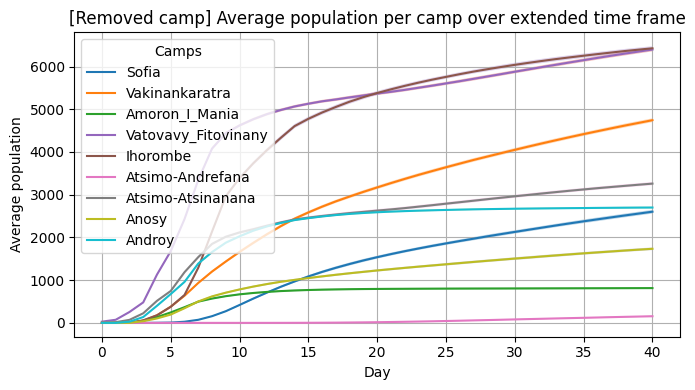 [Removed camp] Average population per camp over extended time frame
Camps
Sofia
Vakinankaratra
Amoron_I_Mania
Vatovavy_Fitovinany
Ihorombe
Atsimo-Andrefana
Atsimo-Atsinanana
Anosy
Androy
Average population
6000
5000
4000
3000
2000
1000
0
0 5 10 15 20 25 30 35 40
Day